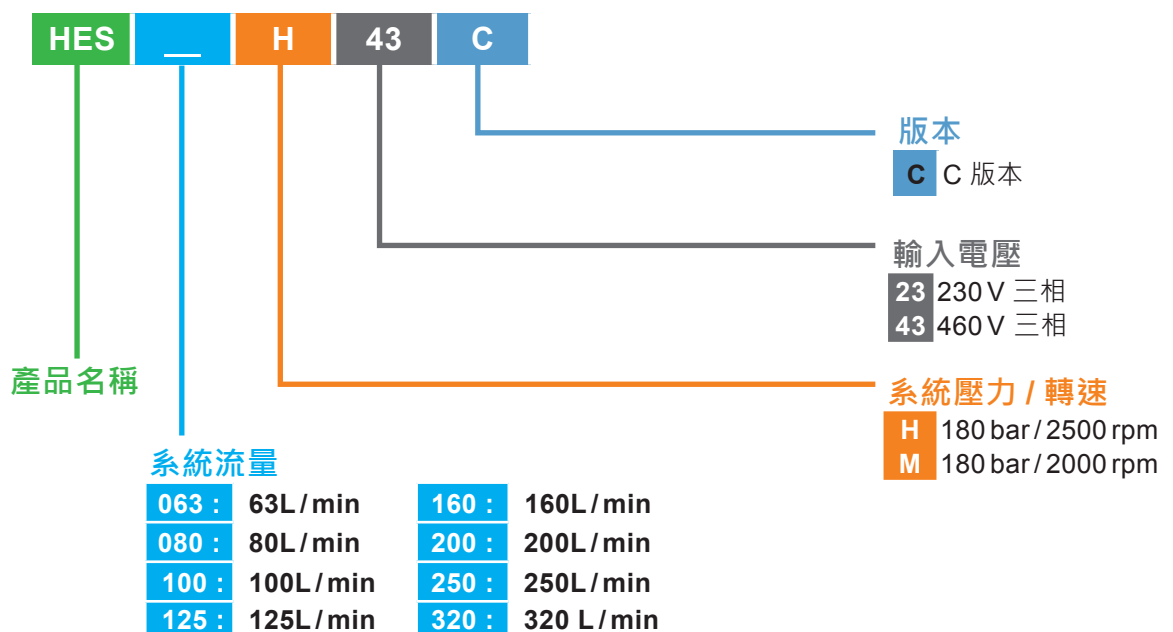 HES __ H 43 C
版本
C C 版本
輸入電壓
23 230 V 三相
43 460 V 三相
產品名稱
系統壓力 / 轉速
H 180 bar / 2500 rpm
M 180 bar / 2000 rpm
系統流量
063 : 63L / min 160 : 160L / min
080 : 80L / min 200 : 200L / min
100 : 100L / min 250 : 250L / min
125 : 125L / min 320 : 320 L / min